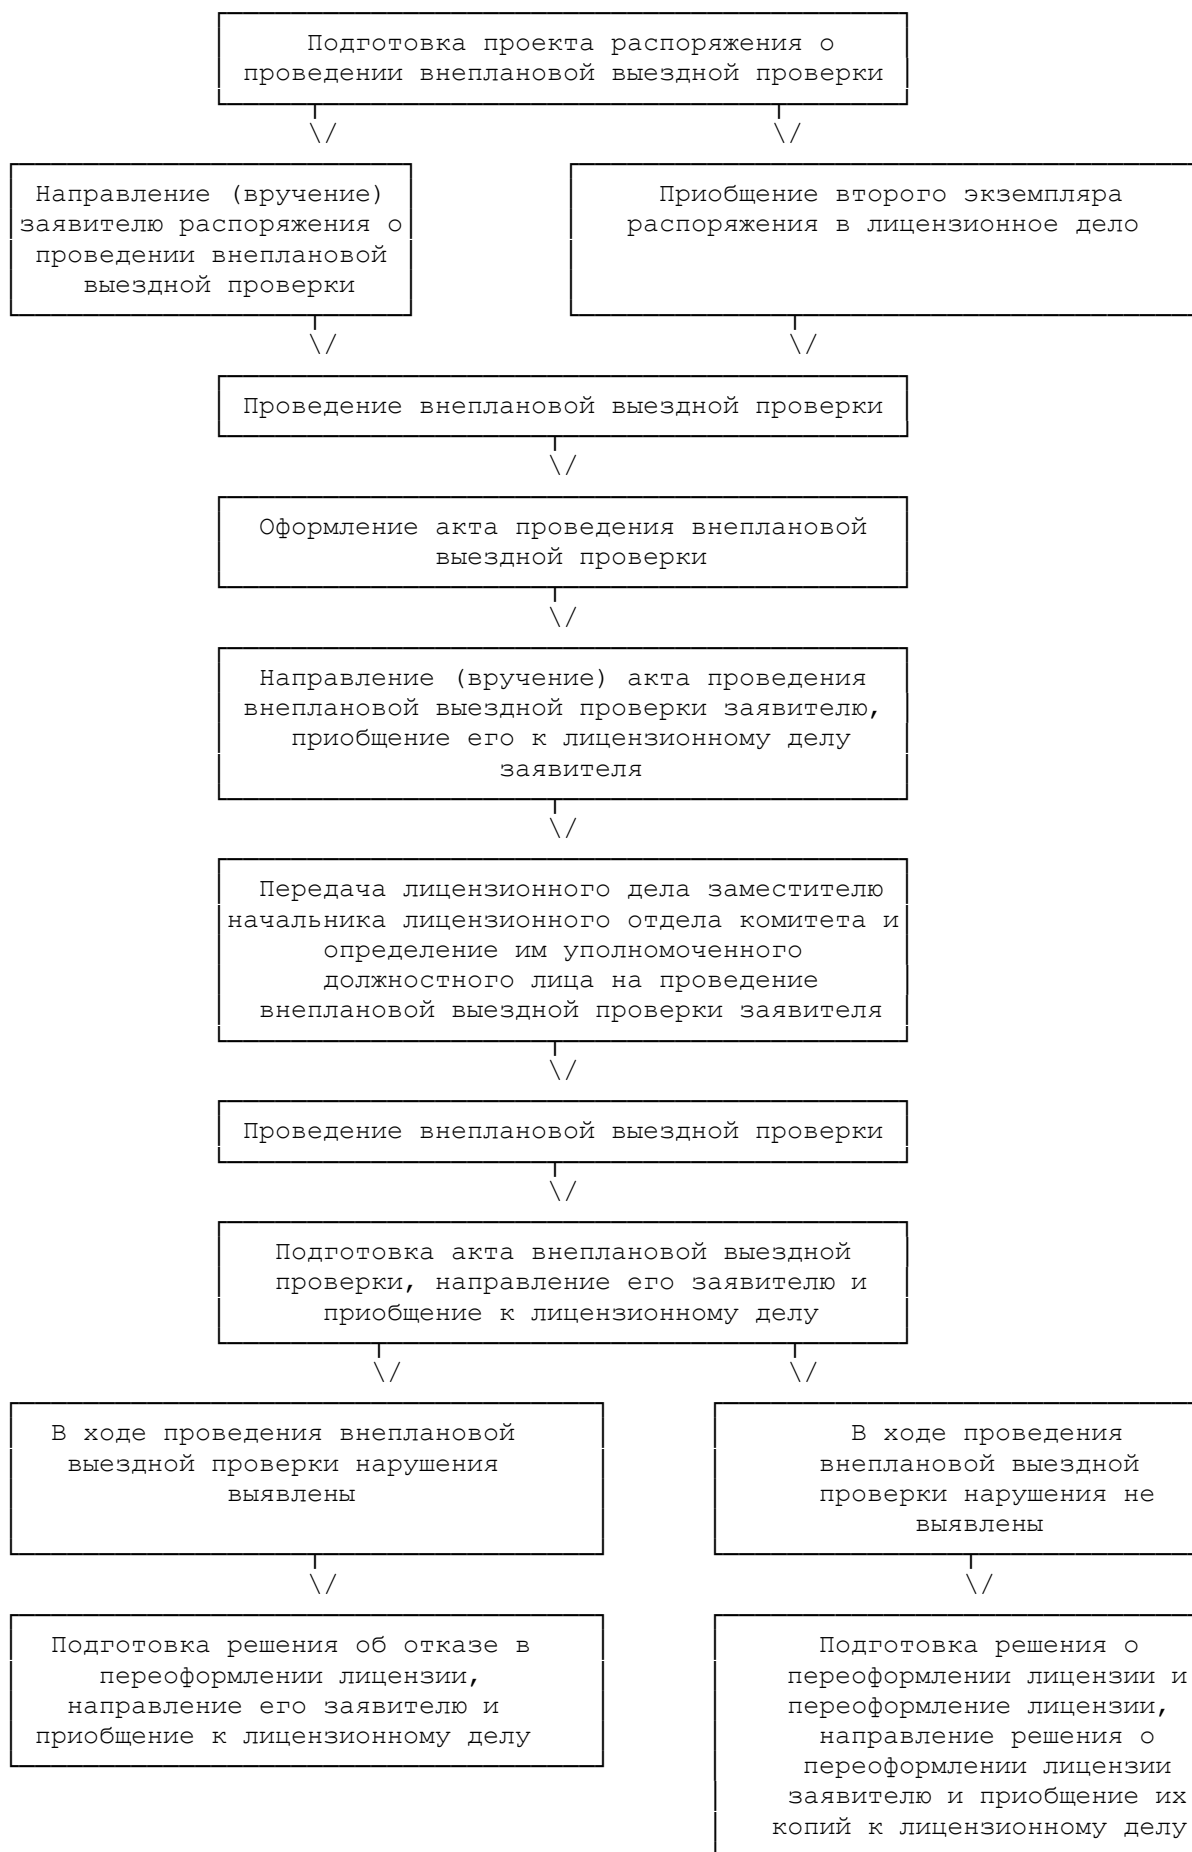 Подготовка проекта распоряжения о
проведении внеплановой выездной проверки
Направление (вручение)
заявителю распоряжения о
проведении внеплановой
выездной проверки
Приобщение второго экземпляра
распоряжения в лицензионное дело
Проведение внеплановой выездной проверки
Оформление акта проведения внеплановой
выездной проверки
Направление (вручение) акта проведения
внеплановой выездной проверки заявителю,
приобщение его к лицензионному делу
заявителя
Передача лицензионного дела заместителю
начальника лицензионного отдела комитета и
определение им уполномоченного
должностного лица на проведение
внеплановой выездной проверки заявителя
Проведение внеплановой выездной проверки
Подготовка акта внеплановой выездной
проверки, направление его заявителю и
приобщение к лицензионному делу
В ходе проведения внеплановой
выездной проверки нарушения
выявлены
В ходе проведения
внеплановой выездной
проверки нарушения не
выявлены
Подготовка решения об отказе в
переоформлении лицензии,
направление его заявителю и
приобщение к лицензионному делу
Подготовка решения о
переоформлении лицензии и
переоформление лицензии,
направление решения о
переоформлении лицензии
заявителю и приобщение их
копий к лицензионному делу